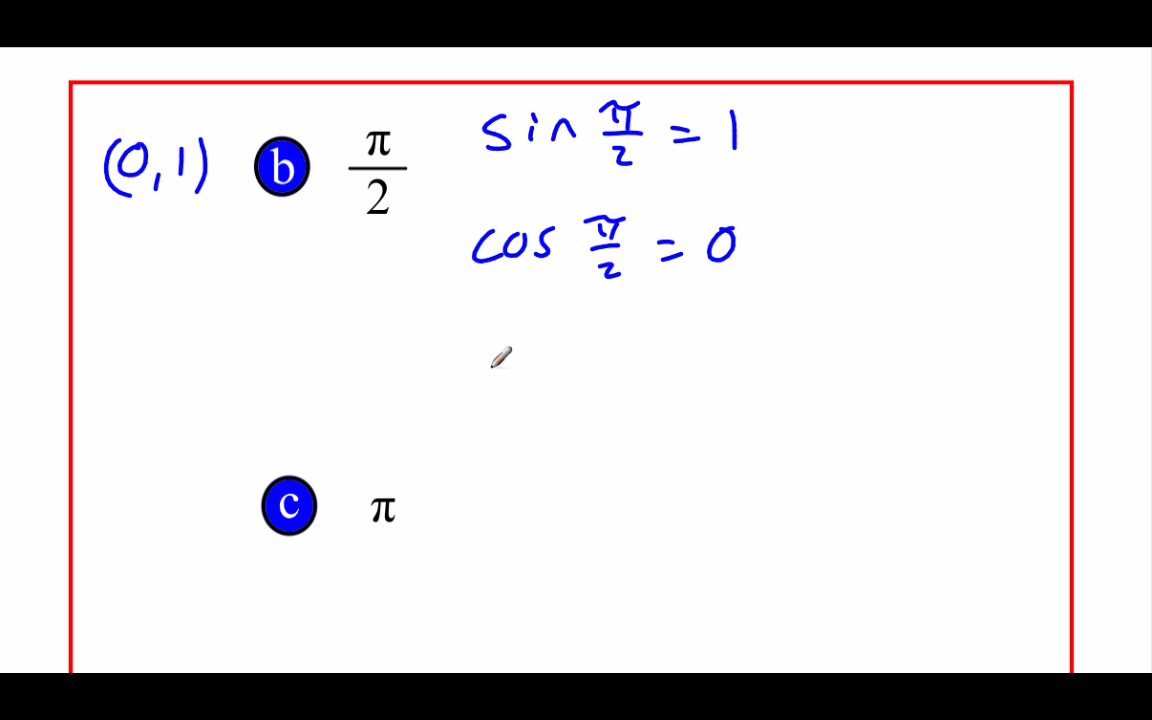 (0,1) b π/2 sin π/2 = 1
cos π/2 = 0
c π